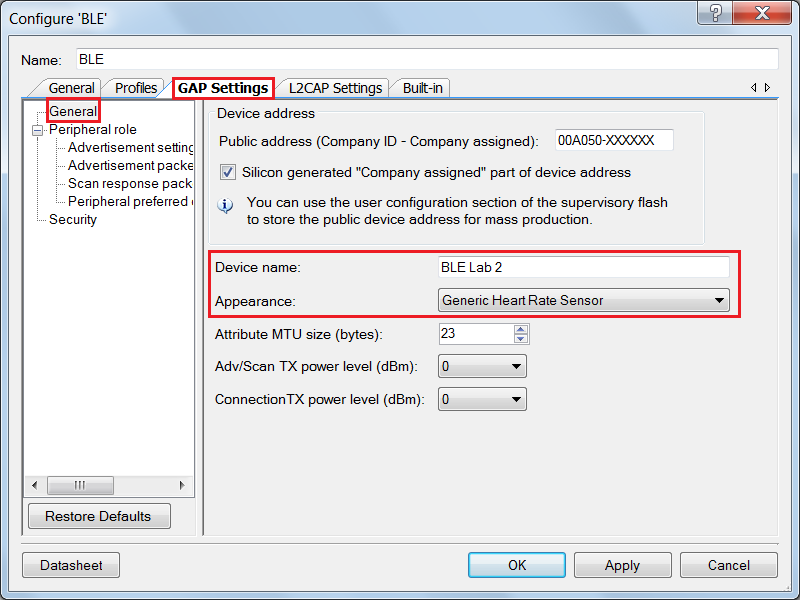 Configure 'BLE'
Name: BLE
General Profiles GAP Settings L2CAP Settings Built-in
General
Peripheral role
Advertisement setting
Advertisement packe
Scan response pack
Peripheral preferred
Security
Restore Defaults
Device address
Public address (Company ID - Company assigned): 00A050-XXXXXX
Silicon generated "Company assigned" part of device address
You can use the user configuration section of the supervisory flash
to store the public device address for mass production.
Device name: BLE Lab 2
Appearance: Generic Heart Rate Sensor
Attribute MTU size (bytes): 23
Adv/Scan TX power level (dBm): 0
ConnectionTX power level (dBm): 0
Datasheet OK Apply Cancel